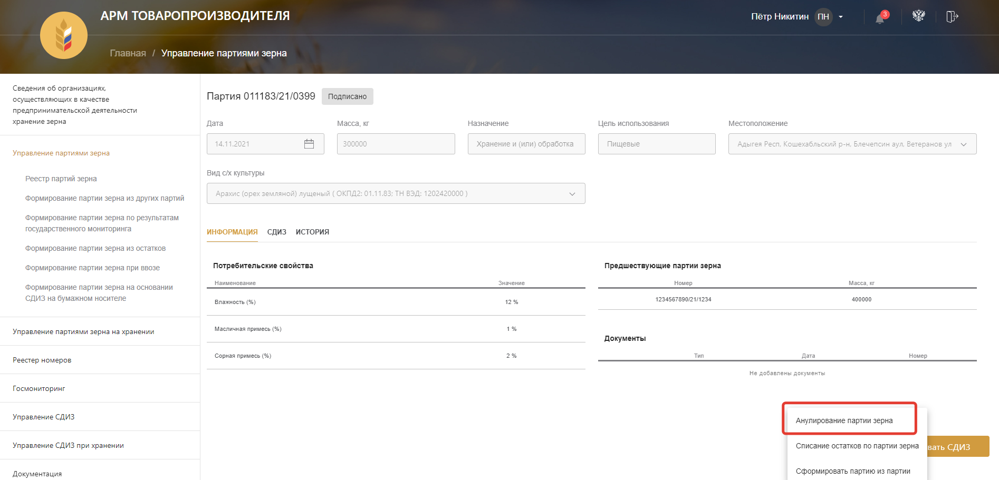 АРМ ТОВАРОПРОИЗВОДИТЕЛЯ
Пётр Никитин ПН
3
Главная / Управление партиями зерна
Сведения об организациях,
осуществляющих в качестве
предпринимательской деятельности
хранение зерна
Управление партиями зерна
Реестр партий зерна
Формирование партии зерна из других партий
Формирование партии зерна по результатам
государственного мониторинга
Формирование партии зерна из остатков
Формирование партии зерна при ввозе
Формирование партии зерна на основании
СДИЗ на бумажном носителе
Управление партиями зерна на хранении
Реестер номеров
Госмониторинг
Управление СДИЗ
Управление СДИЗ при хранении
Документация
Партия 011183/21/0399 Подписано
Дата Масса, кг Назначение Цель использования Местоположение
14.11.2021 300000 Хранение и (или) обработка Пищевые Адыгея Респ, Кошехабльский р-н, Блечепсин аул, Ветеранов ул
Вид с/х культуры
Арахис (орех земляной) лущеный ( ОКПД2: 01.11.83; ТН ВЭД: 1202420000 )
ИНФОРМАЦИЯ СДИЗ ИСТОРИЯ
Потребительские свойства
Наименование Значение
Влажность (%) 12 %
Масличная примесь (%) 1 %
Сорная примесь (%) 2 %
Предшествующие партии зерна
Номер Масса, кг
1234567890/21/1234 400000
Документы
Тип Дата Номер
Не добавлены документы
Анулирование партии зерна
Списание остатков по партии зерна
вать СДИЗ
Сформировать партию из партии